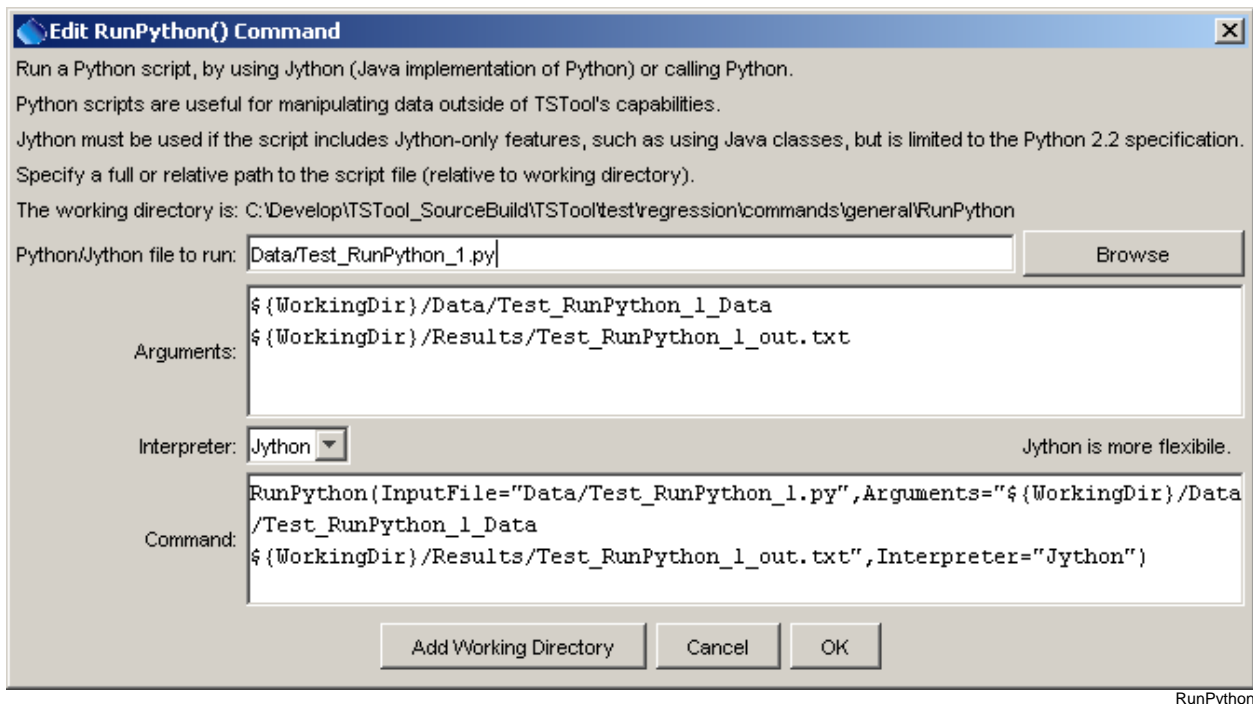 Edit RunPython() Command
Run a Python script, by using Jython (Java implementation of Python) or calling Python.
Python scripts are useful for manipulating data outside of TSTool's capabilities.
Jython must be used if the script includes Jython-only features, such as using Java classes, but is limited to the Python 2.2 specification.
Specify a full or relative path to the script file (relative to working directory).
The working directory is: C:\Develop\TSTool_SourceBuild\TSTool\test\regression\commands\general\RunPython
Python/Jython file to run: Data/Test_RunPython_1.py Browse
${WorkingDir}/Data/Test_RunPython_1_Data
Arguments: ${WorkingDir}/Results/Test_RunPython_1_out.txt
Interpreter: Jython Jython is more flexibile.
RunPython(InputFile="Data/Test_RunPython_1.py",Arguments="${WorkingDir}/Data
/Test_RunPython_1_Data
Command: ${WorkingDir}/Results/Test_RunPython_1_out.txt",Interpreter="Jython")
Add Working Directory Cancel OK
RunPython